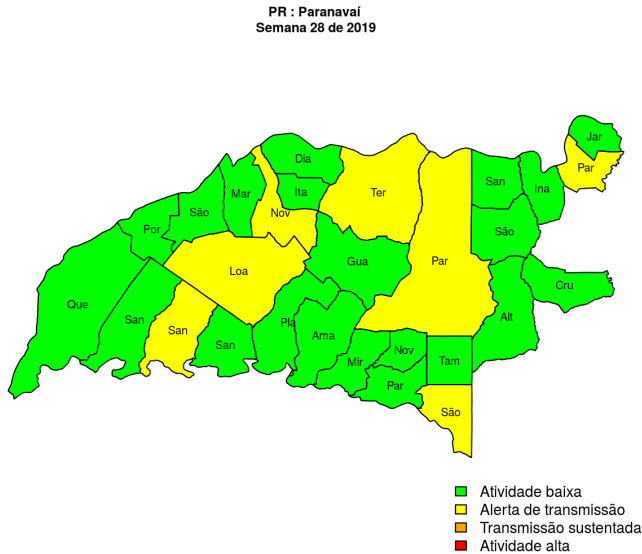 PR : Paranavaí
Semana 28 de 2019
Jar
Par
Dia
Ita
Mar
Ter
San
Ina
São
Nov
Por
São
Loa
Gua
Par
Cru
Que
San
San
San
Pla
Ama
Alt
Mir
Nov
Tam
Par
São
Atividade baixa
Alerta de transmissão
Transmissão sustentada
Atividade alta